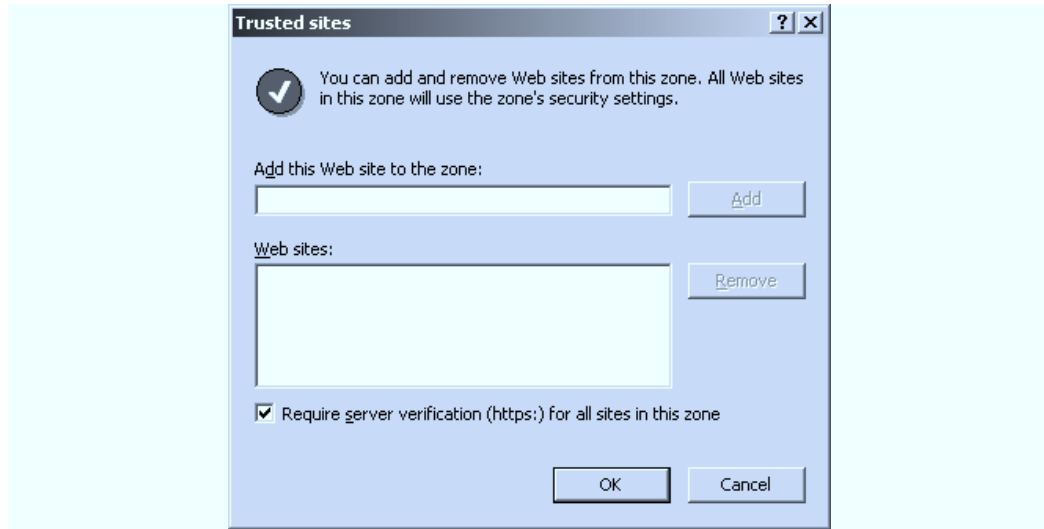 Trusted sites
You can add and remove Web sites from this zone. All Web sites
in this zone will use the zone's security settings.
Add this Web site to the zone:
Add
Web sites:
Remove
Require server verification (https:) for all sites in this zone
OK
Cancel